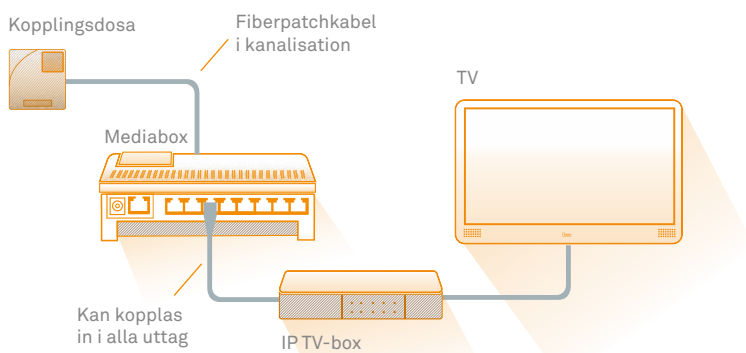 Kopplingsdosa
Fiberpatchkabel
i kanalisation
TV
Mediabox
Kan kopplas
in i alla uttag
IP TV-box